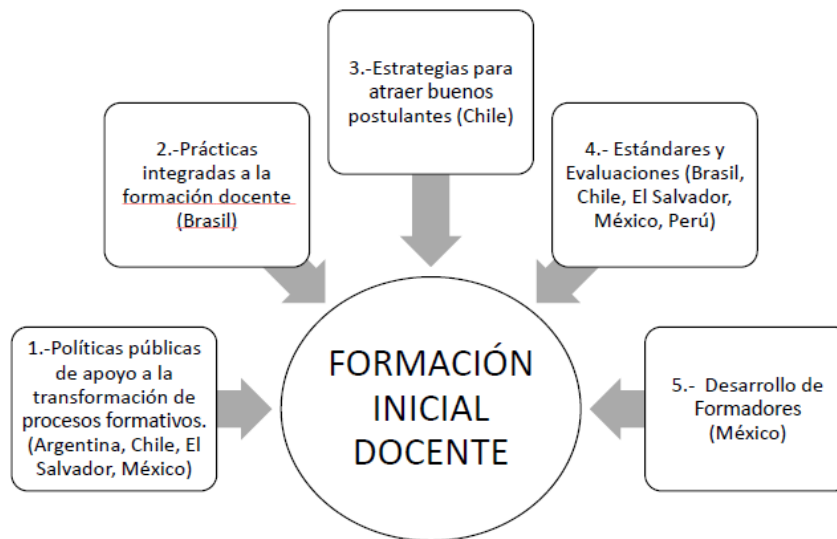 1.-Políticas públicas
de apoyo a la
transformación de
procesos formativos.
(Argentina, Chile, El
Salvador, México)
2.-Prácticas
integradas a la
formación docente
(Brasil)
3.-Estrategias para
atraer buenos
postulantes (Chile)
4.- Estándares y
Evaluaciones (Brasil,
Chile, El Salvador,
México, Perú)
5.- Desarrollo de
Formadores
(México)
FORMACIÓN
INICIAL
DOCENTE